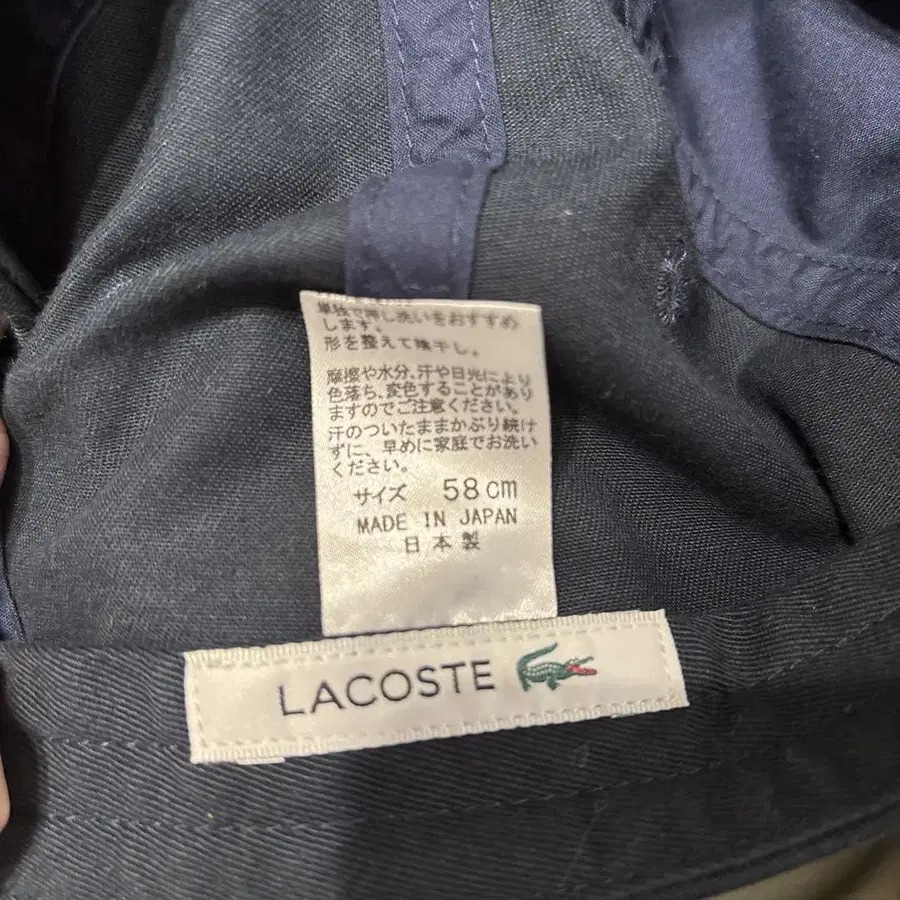 単独で押し洗いをおすすめ
します。
形を整えて陰干し。
摩擦や水分、汗や日光により
色落ち、変色することがあり
ますのでご注意ください。
汗のついたままかぶり続け
ずに、早めに家庭でお洗い
ください。
サイズ 58cm
MADE IN JAPAN
日本製
LACOSTE